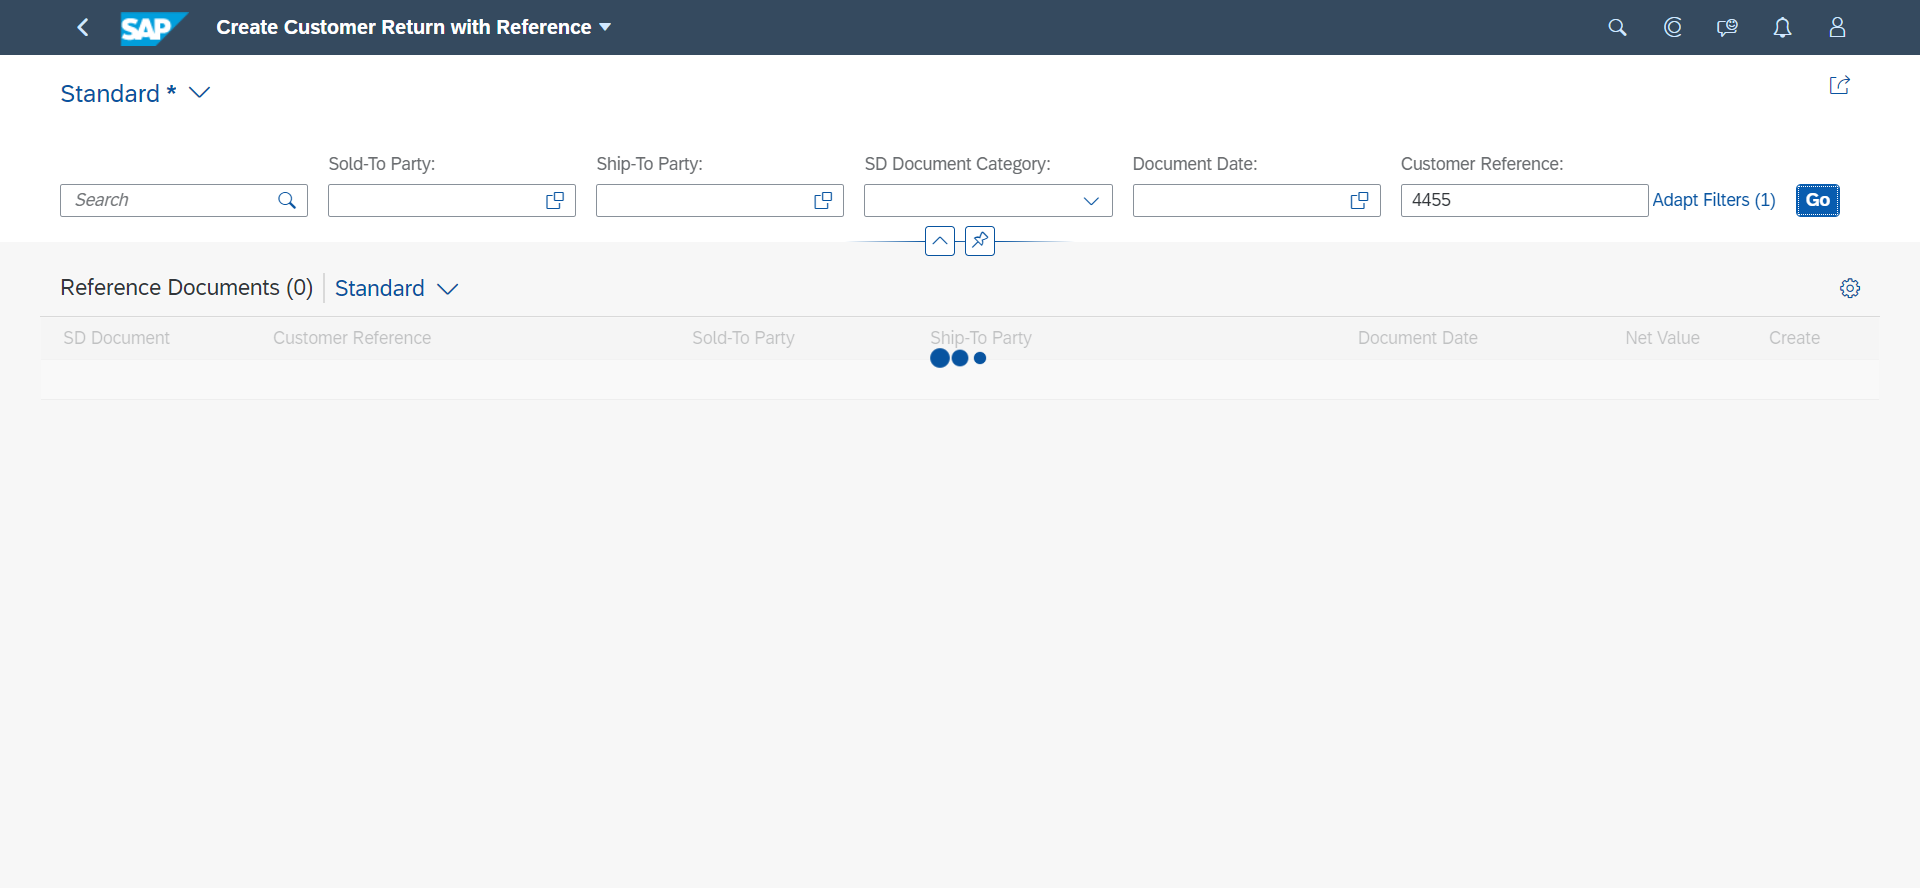 SAP Create Customer Return with Reference
Standard *
Sold-To Party: Ship-To Party: SD Document Category: Document Date: Customer Reference:
Search 4455 Adapt Filters (1) Go
Reference Documents (0) Standard
SD Document Customer Reference Sold-To Party Ship-To Party Document Date Net Value Create